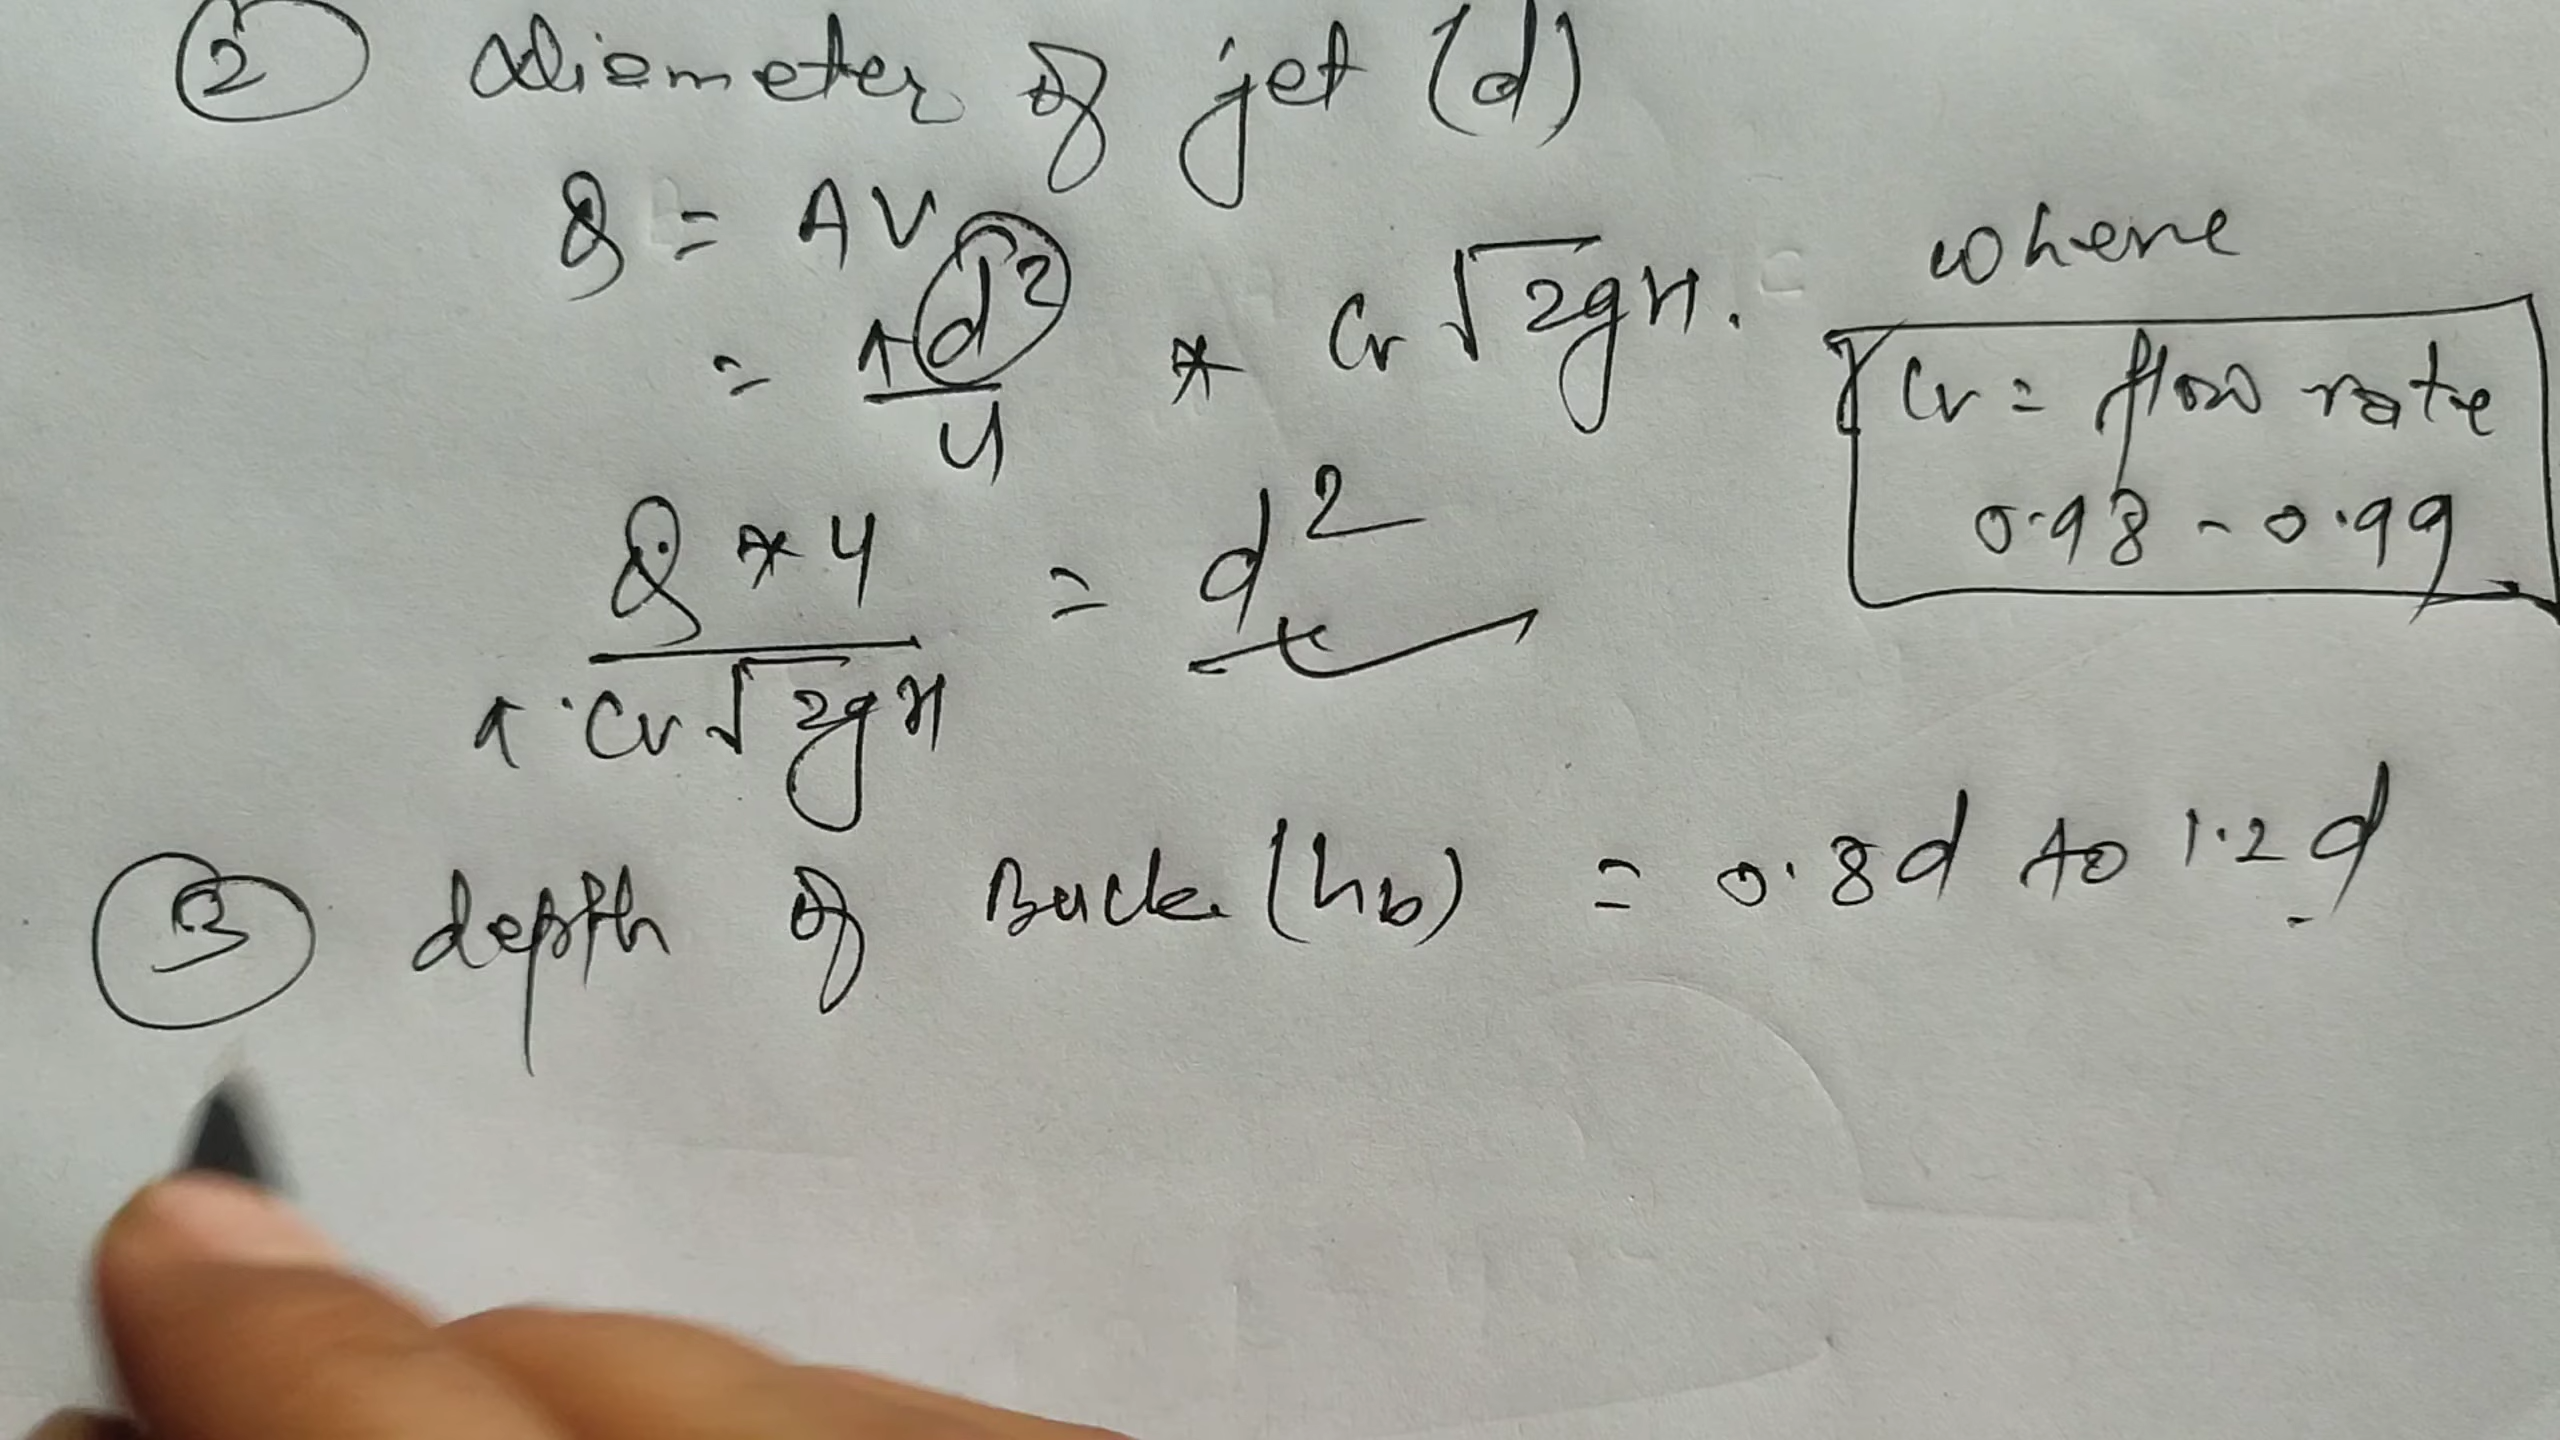 2 diameter of jet (d)
Q = AV
= πd²/4 * Cv √2gH.
where
Cv = flow rate
0.98 - 0.99
Q * 4 / π · Cv √2gH = d²
3 depth of Buck (hb) = 0.8d to 1.2d